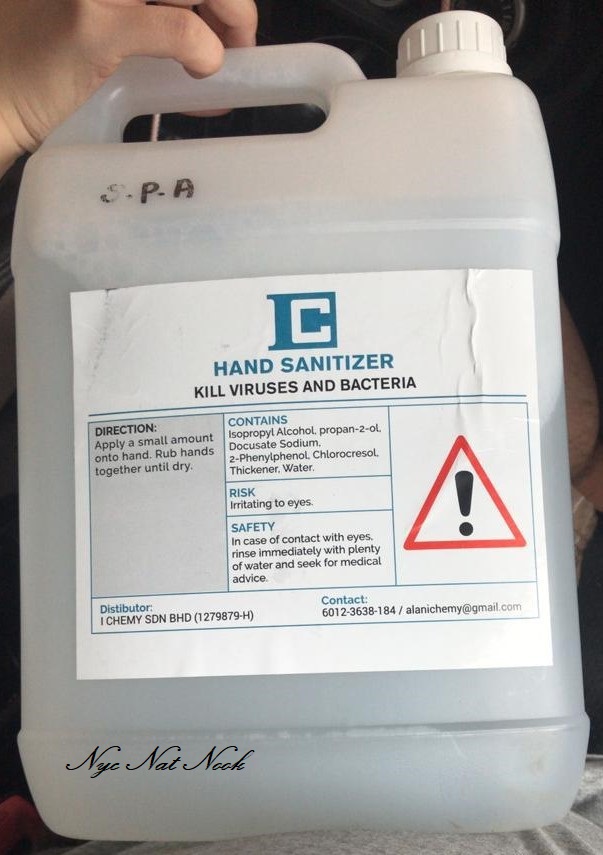 S-P-A
IC
HAND SANITIZER
KILL VIRUSES AND BACTERIA
DIRECTION:
Apply a small amount
onto hand. Rub hands
together until dry.
CONTAINS
Isopropyl Alcohol, propan-2-ol,
Docusate Sodium,
2-Phenylphenol, Chlorocresol,
Thickener, Water.
RISK
Irritating to eyes.
SAFETY
In case of contact with eyes,
rinse immediately with plenty
of water and seek for medical
advice.
!
Distibutor:
I CHEMY SDN BHD (1279879-H)
Contact:
6012-3638-184 / alanichemy@gmail.com
Nye Nat Nook